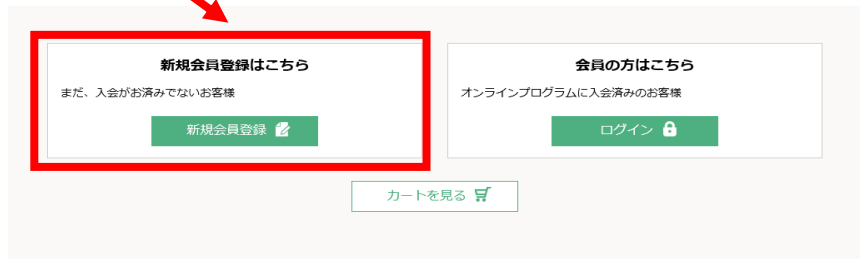 新規会員登録はこちら
まだ、入会がお済みでないお客様
新規会員登録
会員の方はこちら
オンラインプログラムに入会済みのお客様
ログイン
カートを見る